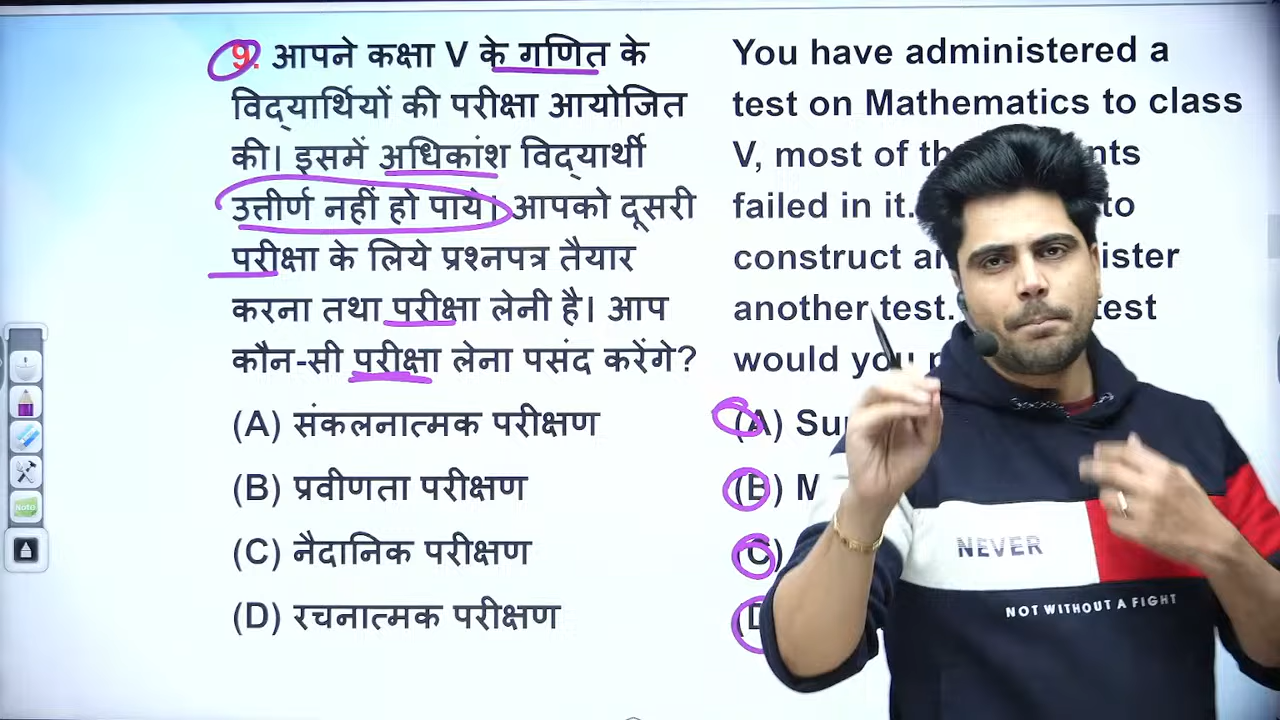 9. आपने कक्षा V के गणित के
विद्यार्थियों की परीक्षा आयोजित
की। इसमें अधिकांश विद्यार्थी
उत्तीर्ण नहीं हो पाये। आपको दूसरी
परीक्षा के लिये प्रश्नपत्र तैयार
करना तथा परीक्षा लेनी है। आप
कौन-सी परीक्षा लेना पसंद करेंगे?
(A) संकलनात्मक परीक्षण
(B) प्रवीणता परीक्षण
(C) नैदानिक परीक्षण
(D) रचनात्मक परीक्षण
You have administered a
test on Mathematics to class
V, most of
failed in it. to
construct
another test. test
would you
(A)
(B)
(C)
(D
NEVER
NOT WITHOUT A FIGHT